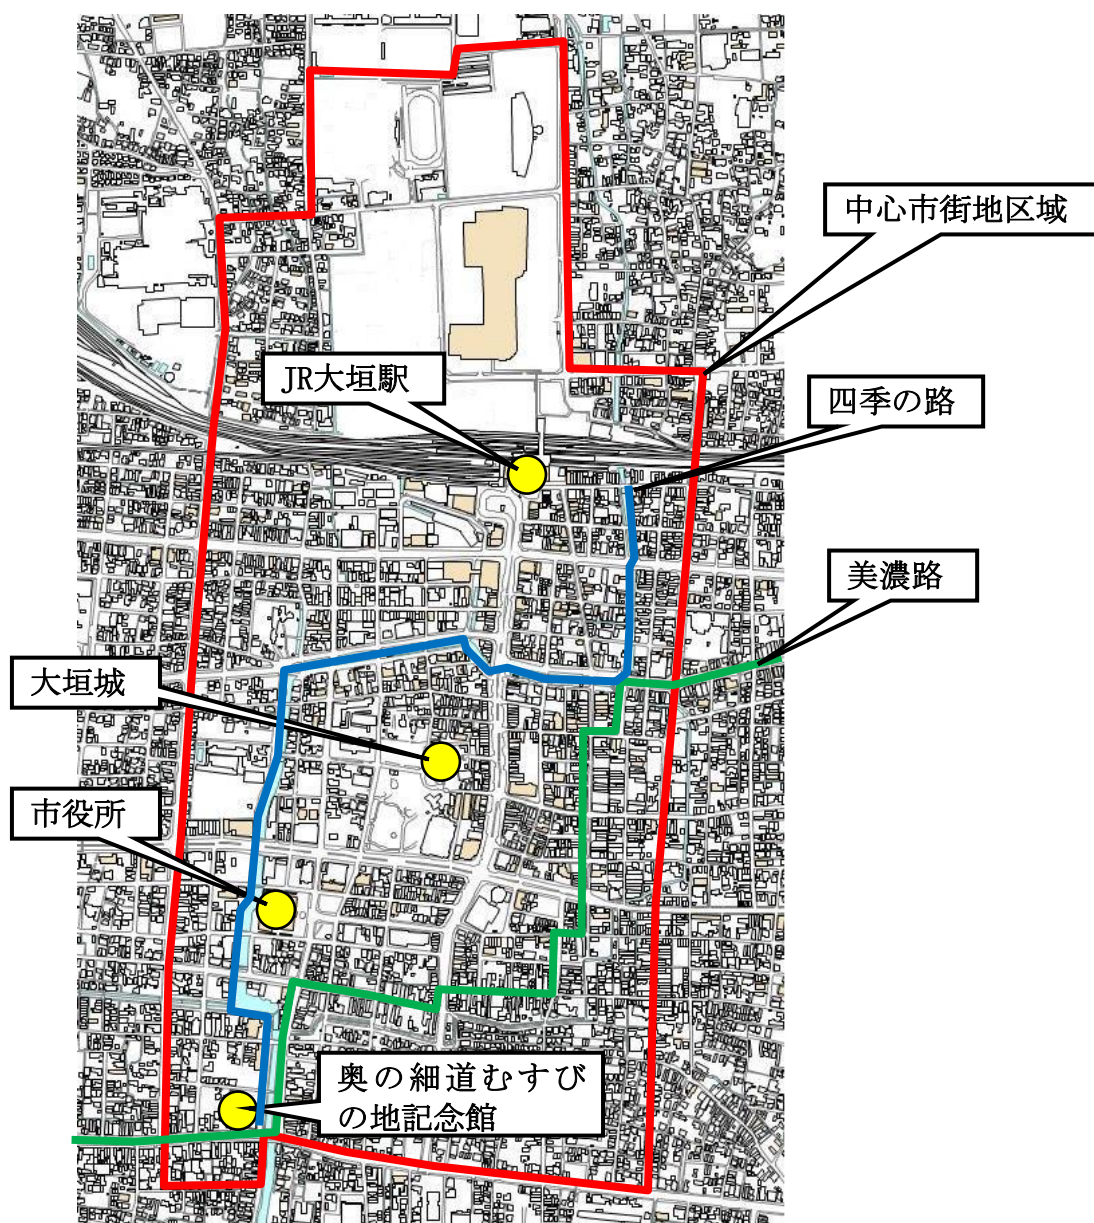 中心市街地区域
JR大垣駅
四季の路
美濃路
大垣城
市役所
奥の細道むすび
の地記念館